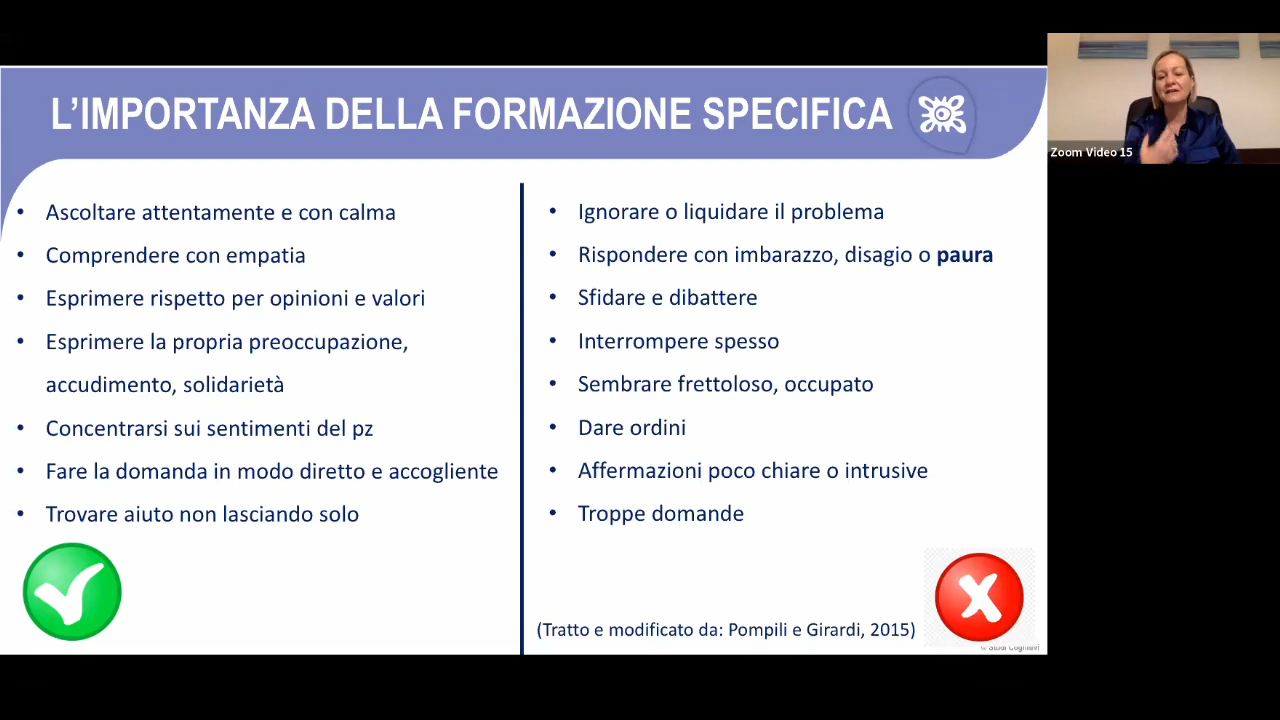 L'IMPORTANZA DELLA FORMAZIONE SPECIFICA
• Ascoltare attentamente e con calma
• Comprendere con empatia
• Esprimere rispetto per opinioni e valori
• Esprimere la propria preoccupazione,
accudimento, solidarietà
• Concentrarsi sui sentimenti del pz
• Fare la domanda in modo diretto e accogliente
• Trovare aiuto non lasciando solo
• Ignorare o liquidare il problema
• Rispondere con imbarazzo, disagio o paura
• Sfidare e dibattere
• Interrompere spesso
• Sembrare frettoloso, occupato
• Dare ordini
• Affermazioni poco chiare o intrusive
• Troppe domande
(Tratto e modificato da: Pompili e Girardi, 2015)
© Studi Cognitivi
Zoom Video 15